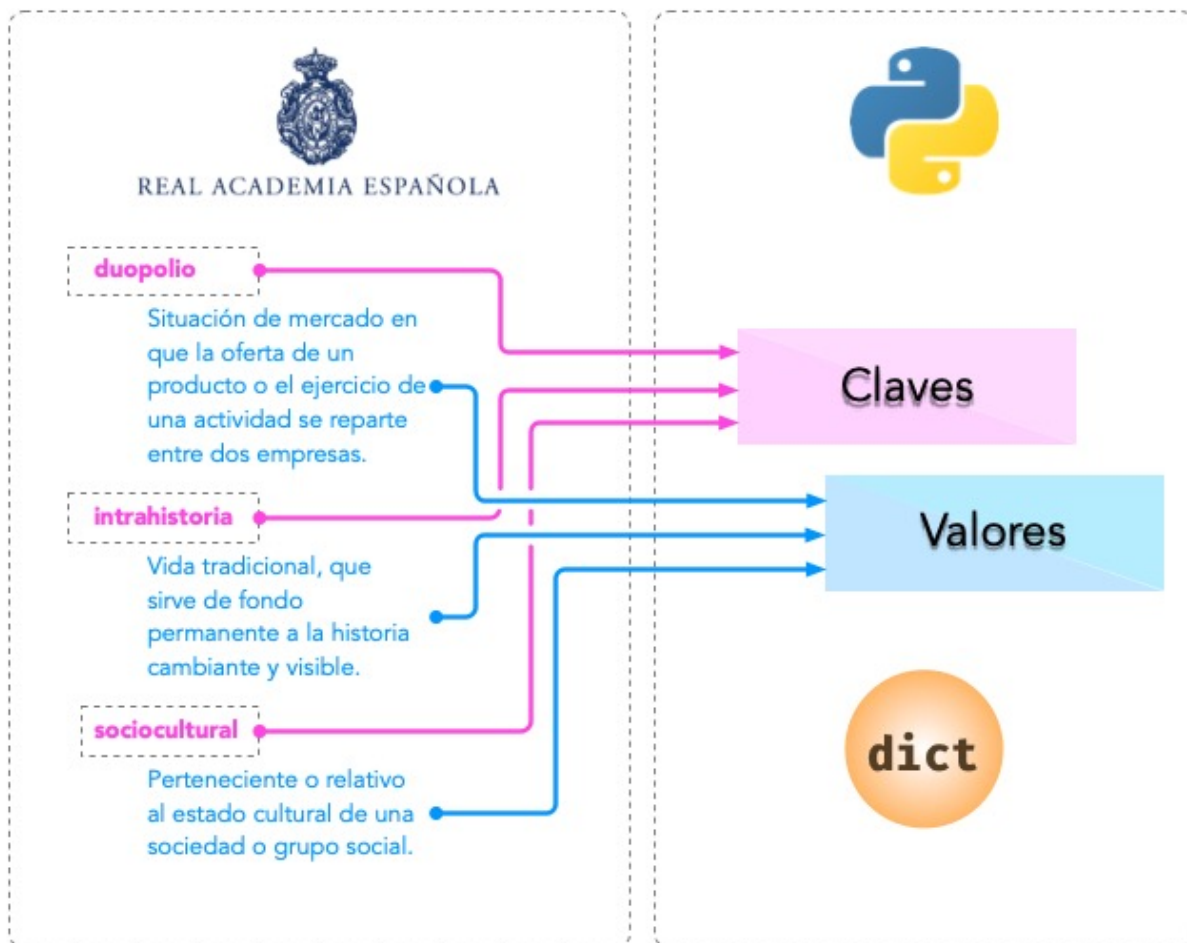 REAL ACADEMIA ESPAÑOLA
duopolio
Situación de mercado en
que la oferta de un
producto o el ejercicio de
una actividad se reparte
entre dos empresas.
intrahistoria
Vida tradicional, que
sirve de fondo
permanente a la historia
cambiante y visible.
sociocultural
Perteneciente o relativo
al estado cultural de una
sociedad o grupo social.
Claves
Valores
dict